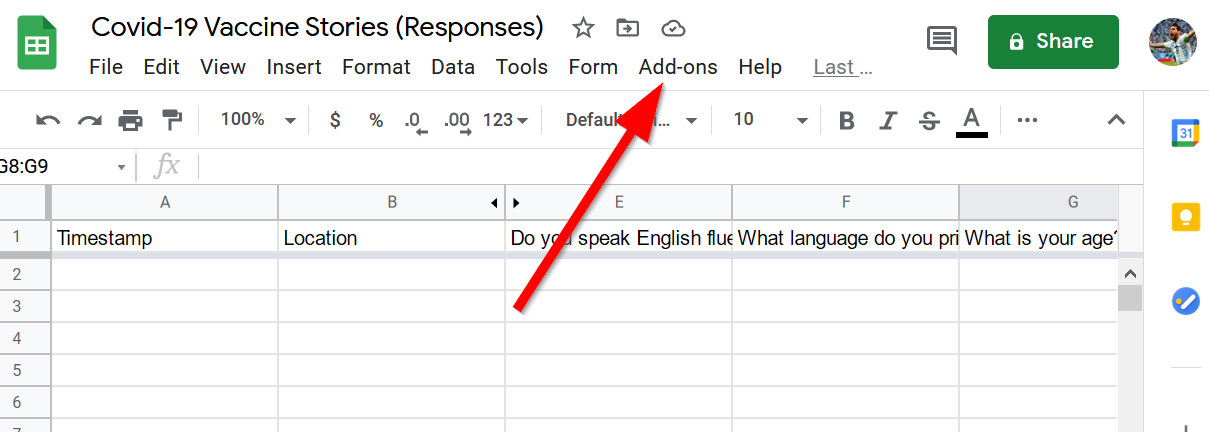 Covid-19 Vaccine Stories (Responses)
Share
File Edit View Insert Format Data Tools Form Add-ons Help Last ...
100% $ % .0 .00 123 10 B I S A
31
G8:G9 fx
A B E F G
1 Timestamp Location Do you speak English flue What language do you pri What is your age?
2
3
4
5
6